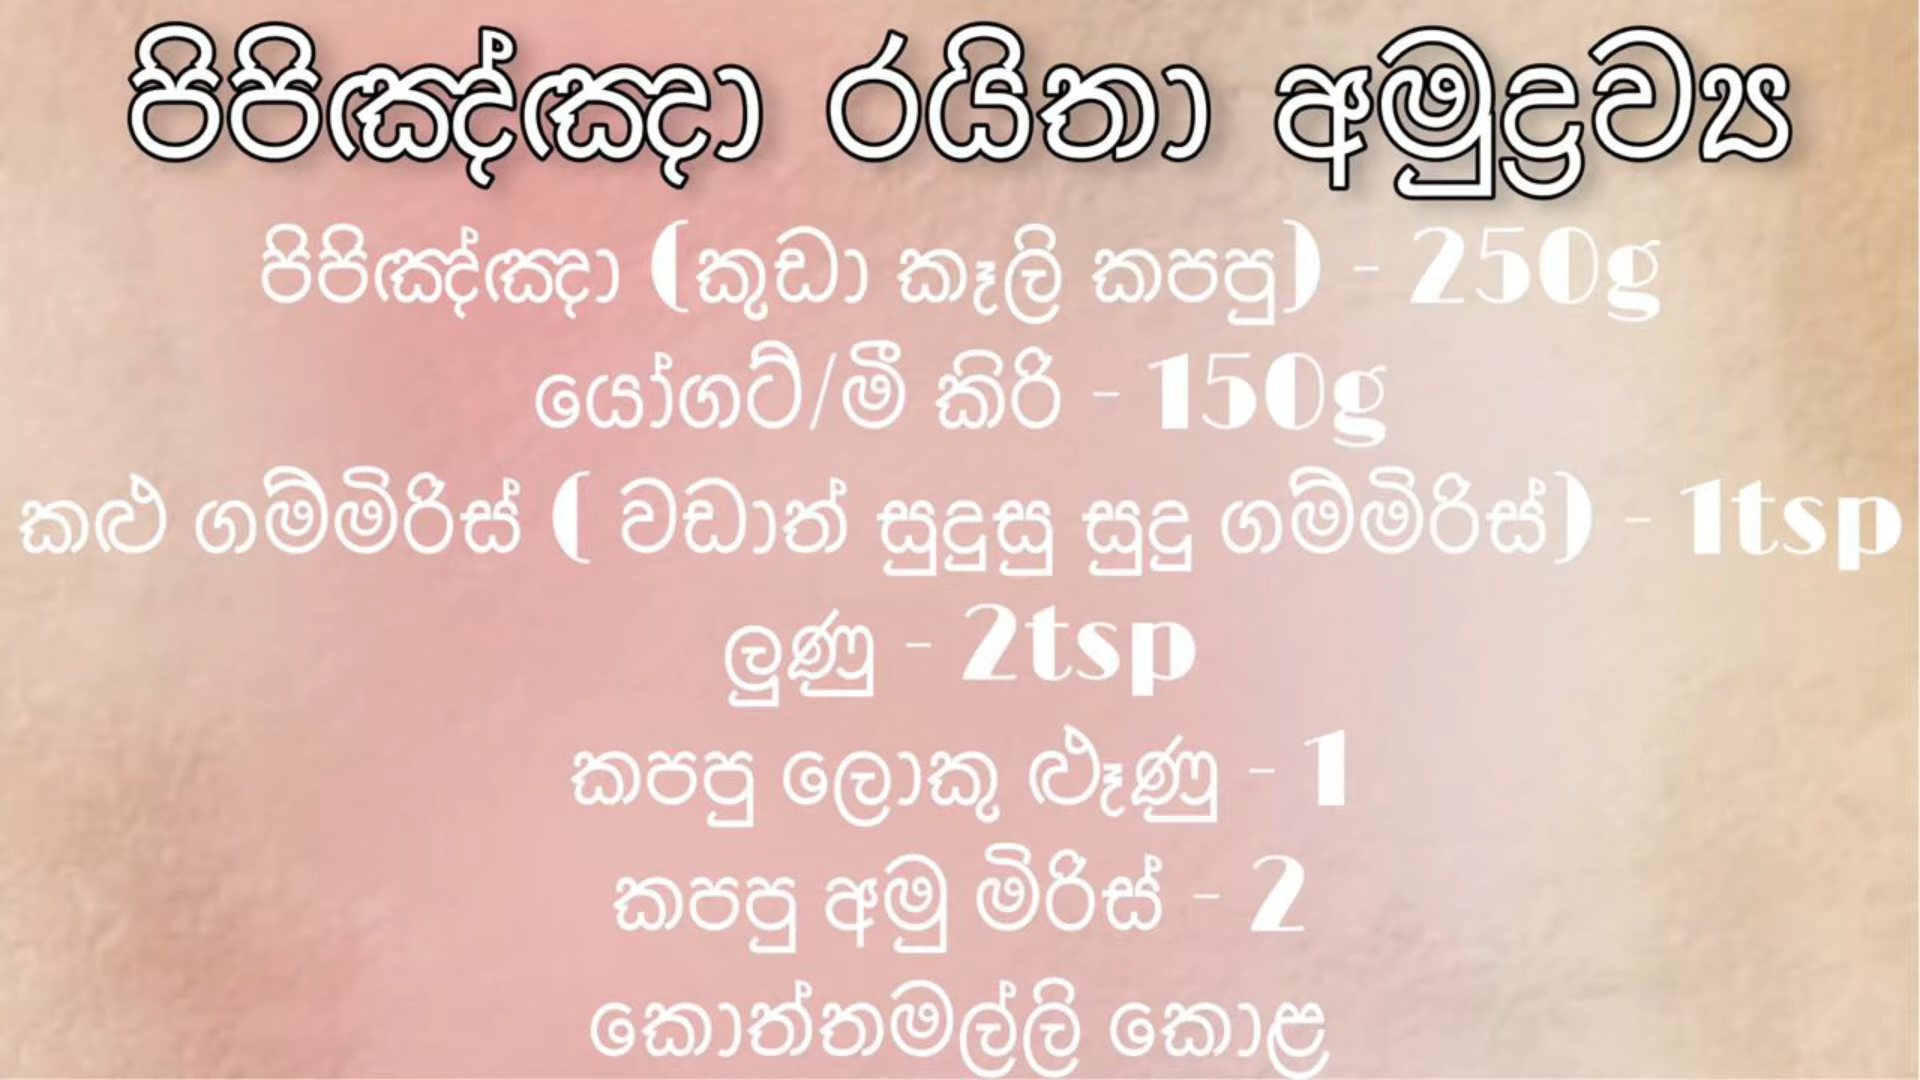 පිපිඤ්ඤා රයිතා අමුද්‍රව්‍ය
පිපිඤ්ඤා (කුඩා කෑලි කපපු) - 250g
යෝගට්/මී කිරි - 150g
කළු ගම්මිරිස් ( වඩාත් සුදුසු සුදු ගම්මිරිස්) - 1tsp
ලුණු - 2tsp
කපපු ලොකු ළූණු - 1
කපපු අමු මිරිස් - 2
කොත්තමල්ලි කොළ